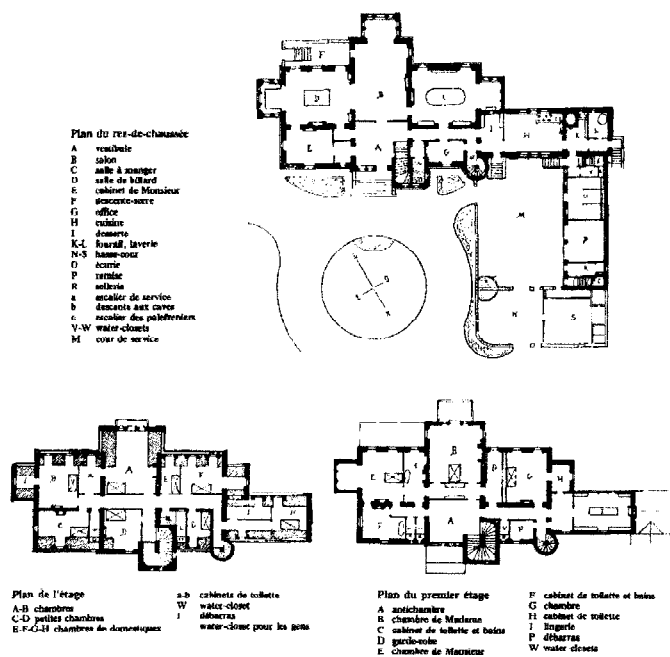 Plan du rez-de-chaussée
A vestibule
B salon
C salle à manger
D salle de billard
E cabinet de Monsieur
F descente-serre
G office
H cuisine
I desserte
K-L fournil, laverie
N-S basse-cour
O écurie
P remise
R sellerie
a escalier de service
b descente aux caves
c escalier des palefreniers
V-W water-closets
M cour de service
Plan de l'étage
A-B chambres
C-D petites chambres
E-F-G-H chambres de domestiques
a-b cabinets de toilette
W water-closet
I débarras
water-closet pour les gens
Plan du premier étage
A antichambre
B chambre de Madame
C cabinet de toilette et bains
D garde-robe
E chambre de Monsieur
F cabinet de toilette et bains
G chambre
H cabinet de toilette
I lingerie
P débarras
W water closets